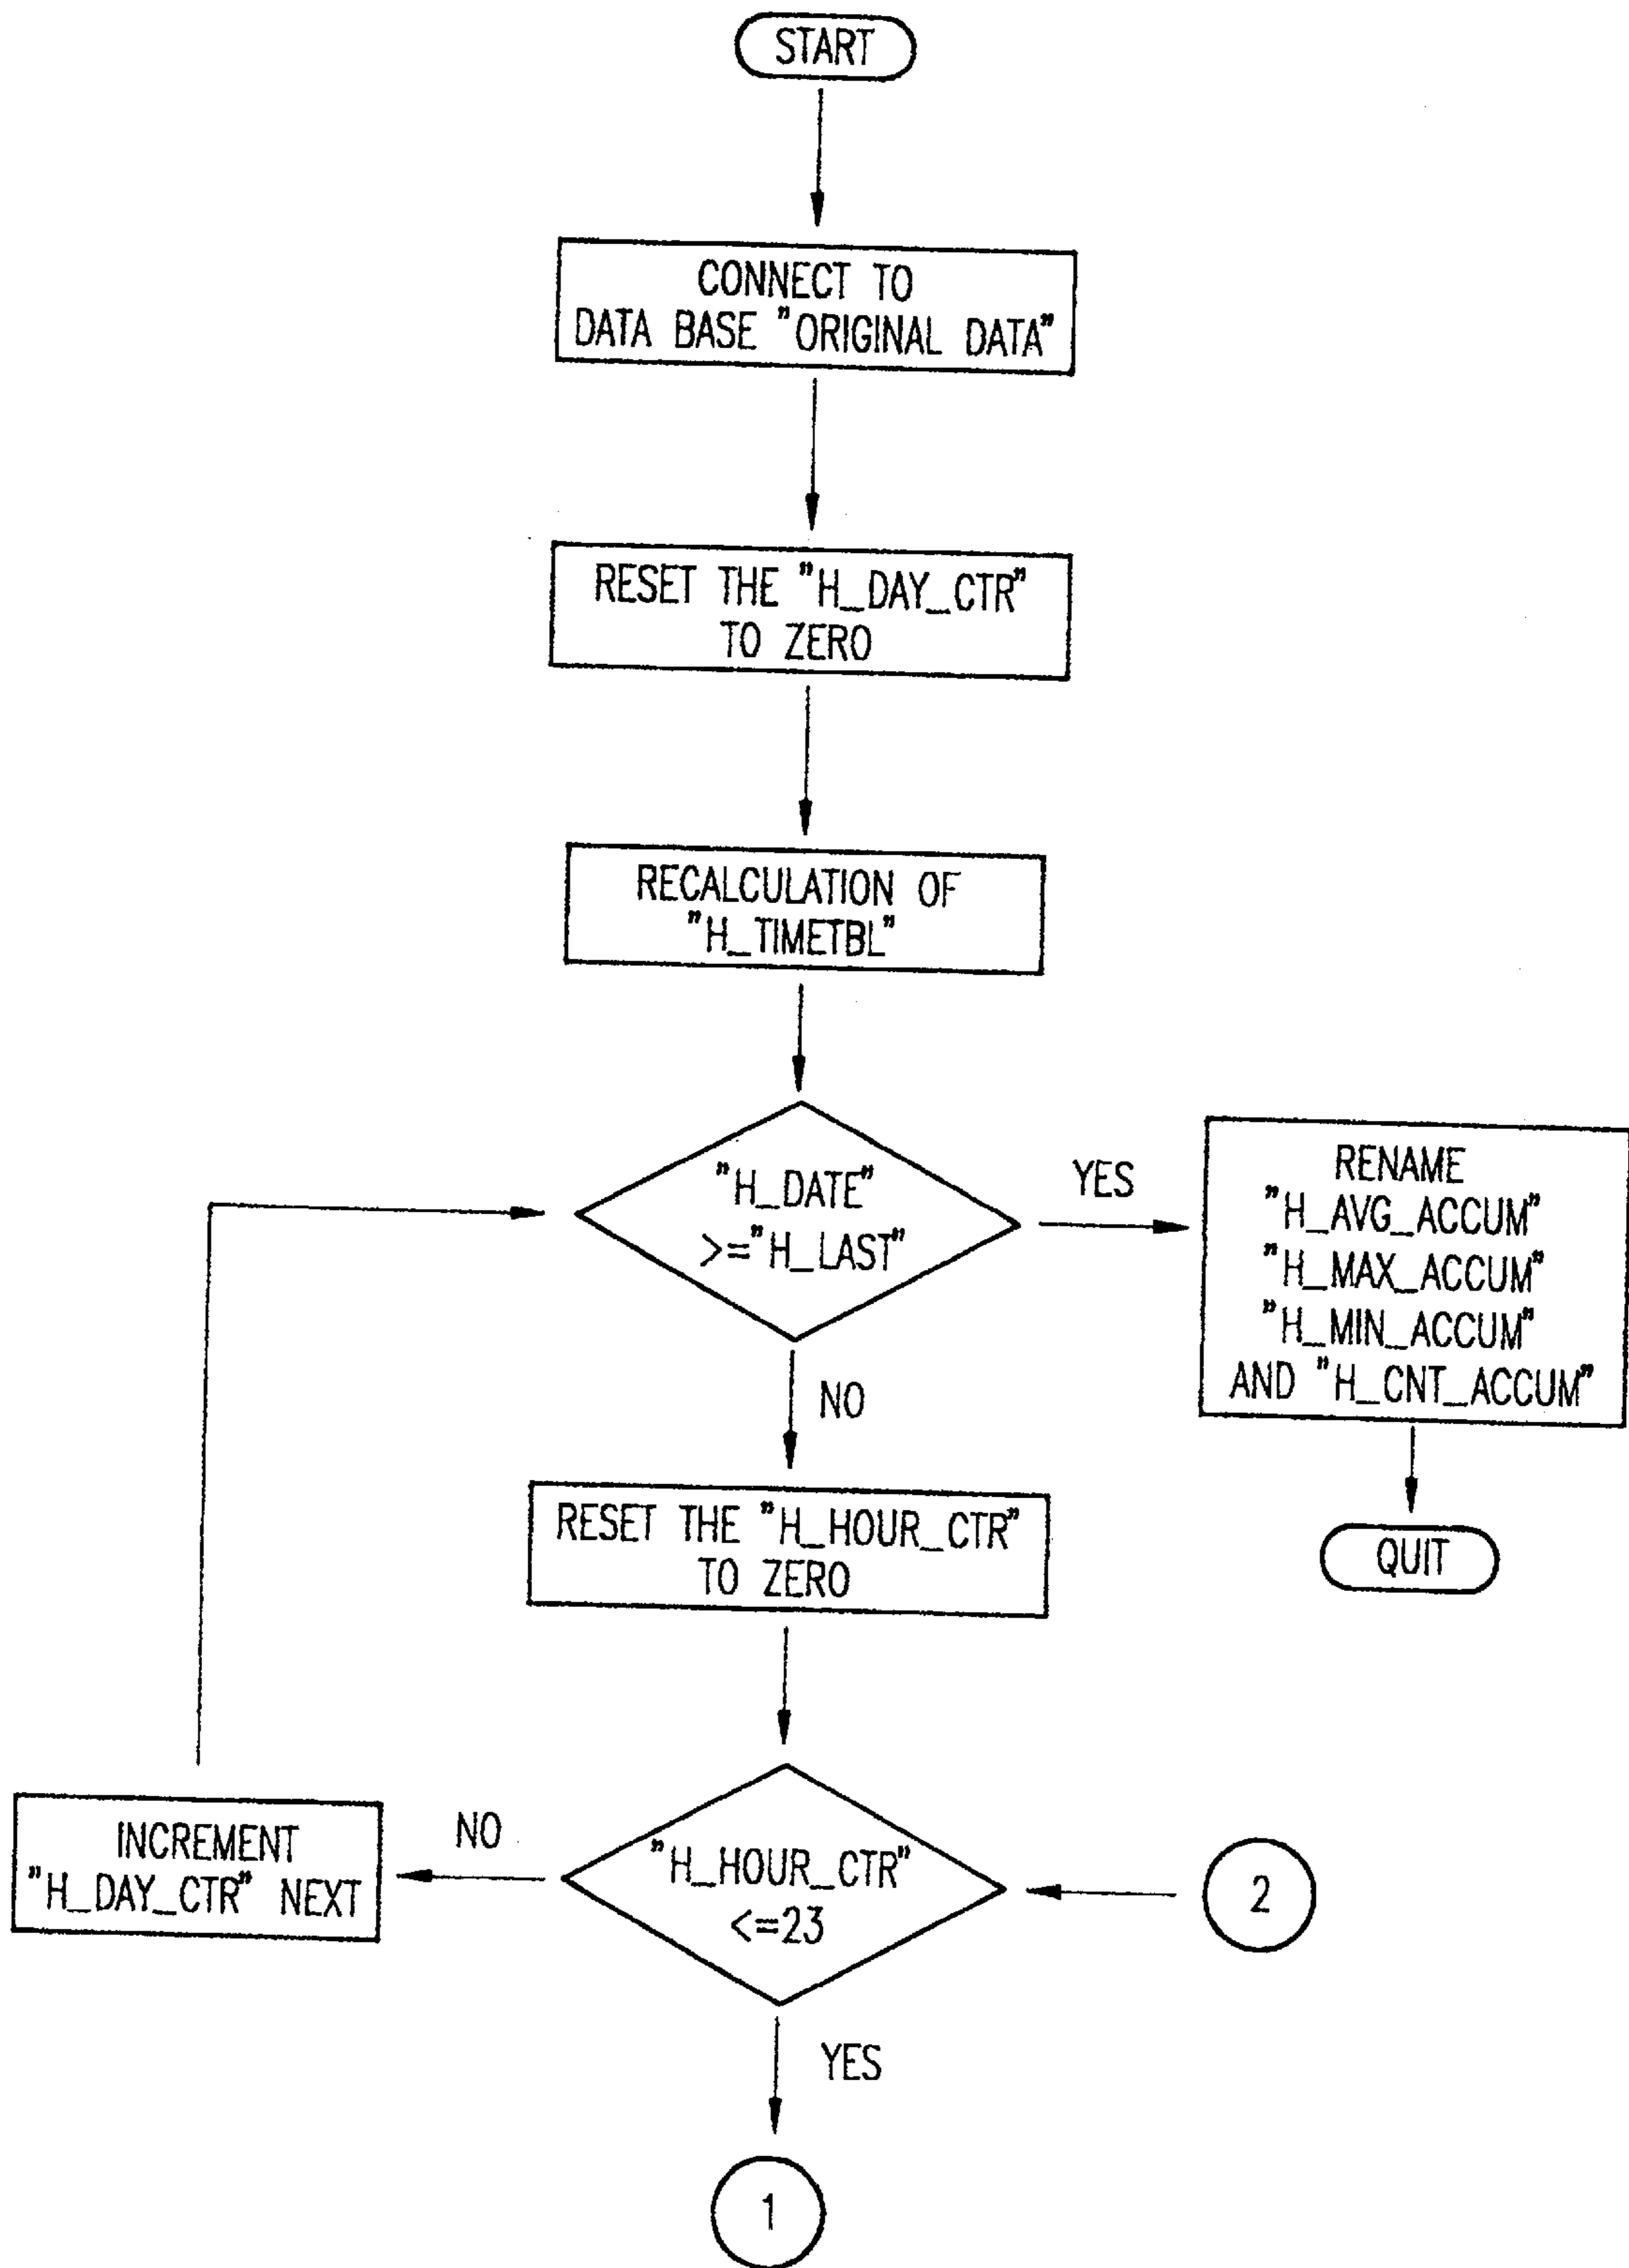 START
CONNECT TO
DATA BASE "ORIGINAL DATA"
RESET THE "H_DAY_CTR"
TO ZERO
RECALCULATION OF
"H_TIMETBL"
"H_DATE"
>="H_LAST"
YES
RENAME
"H_AVG_ACCUM"
"H_MAX_ACCUM"
"H_MIN_ACCUM"
AND "H_CNT_ACCUM"
NO
RESET THE "H_HOUR_CTR"
TO ZERO
QUIT
INCREMENT
"H_DAY_CTR" NEXT
NO
"H_HOUR_CTR"
<=23
2
YES
1